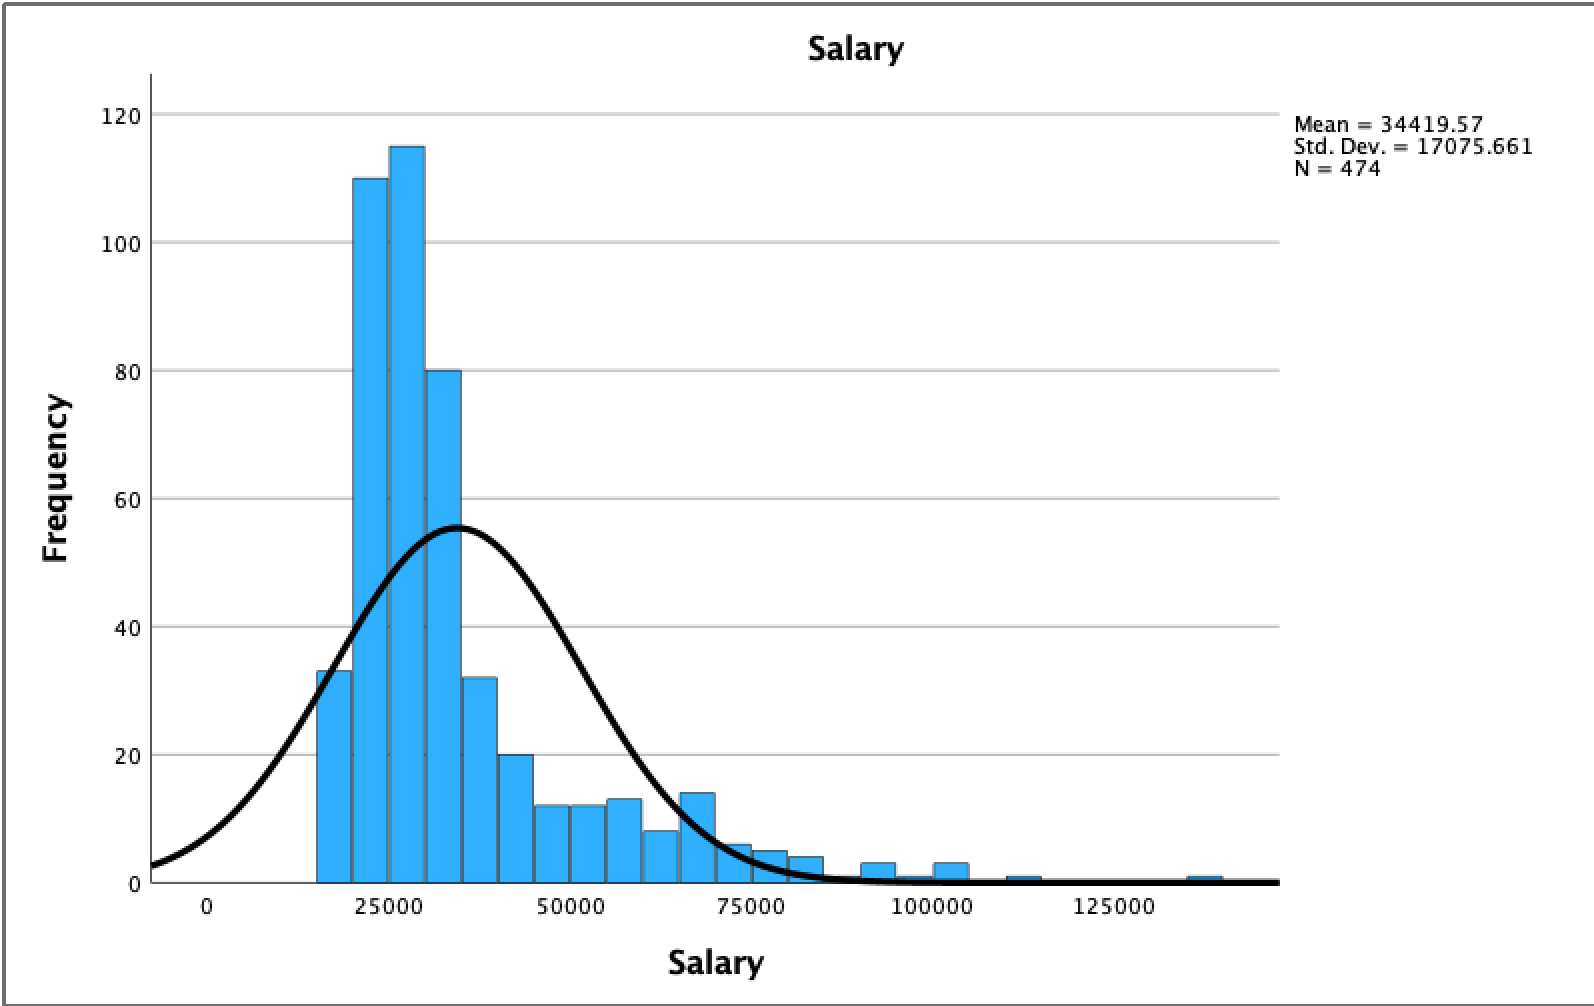 Salary
Mean = 34419.57
Std. Dev. = 17075.661
N = 474
Frequency
120
100
80
60
40
20
0
0 25000 50000 75000 100000 125000
Salary